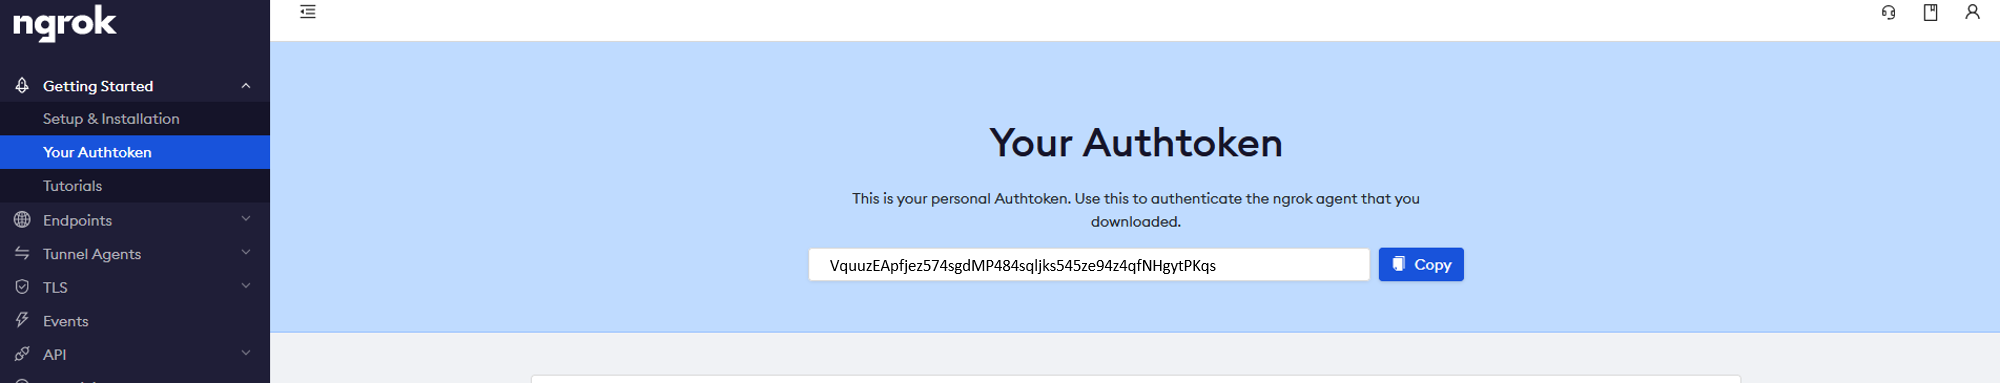 ngrok
Getting Started
Setup & Installation
Your Authtoken
Tutorials
Endpoints
Tunnel Agents
TLS
Events
API
Your Authtoken
This is your personal Authtoken. Use this to authenticate the ngrok agent that you
downloaded.
VquuzEApfjez574sgdMP484sqljks545ze94z4qfNHgytPKqs
Copy